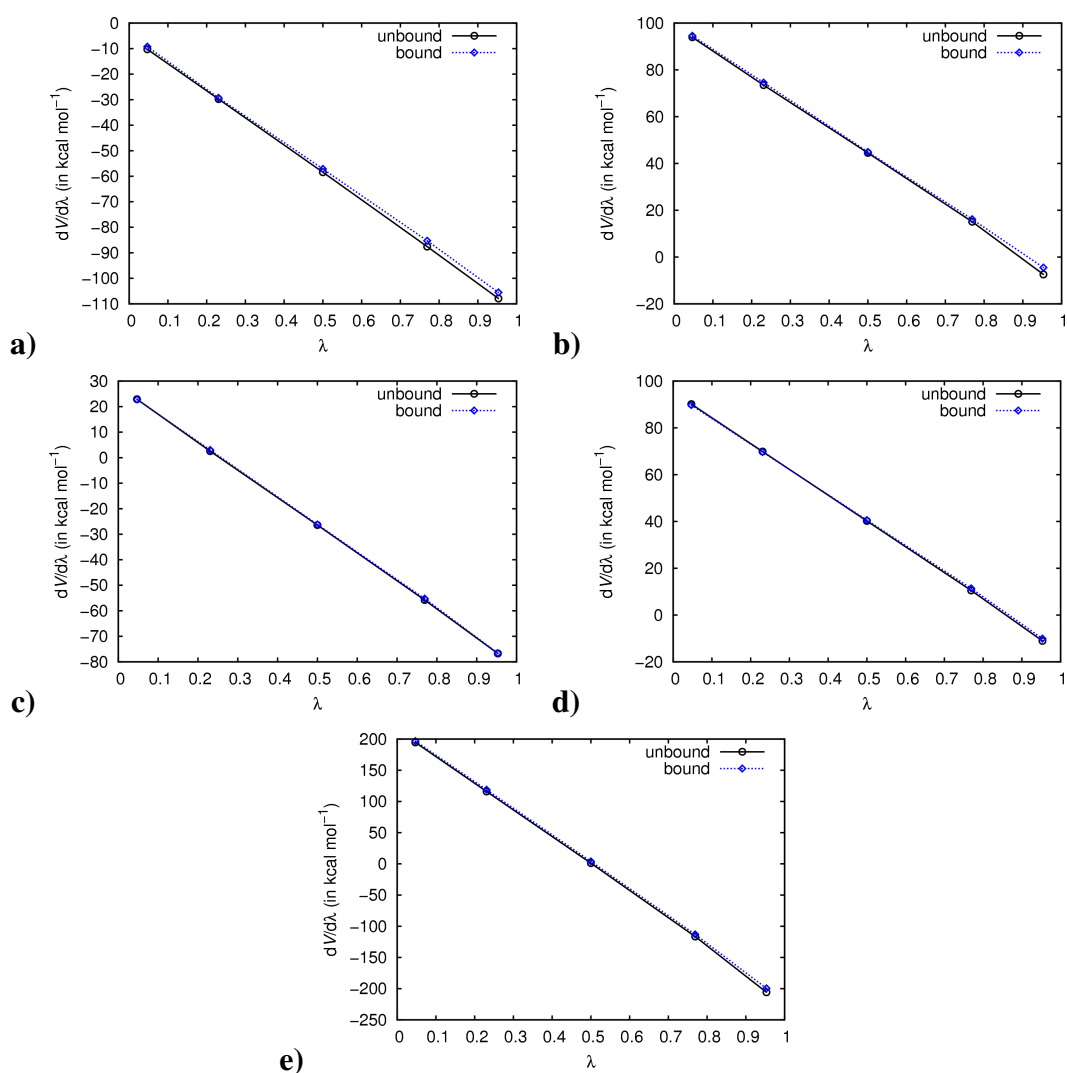 0
−10
−20
−30
−40
−50
−60
−70
−80
−90
−100
−110
dV/dλ (in kcal mol−1)
unbound
bound
0 0.1 0.2 0.3 0.4 0.5 0.6 0.7 0.8 0.9 1
λ
a)
100
80
60
40
20
0
−20
dV/dλ (in kcal mol−1)
unbound
bound
0 0.1 0.2 0.3 0.4 0.5 0.6 0.7 0.8 0.9 1
λ
b)
30
20
10
0
−10
−20
−30
−40
−50
−60
−70
−80
dV/dλ (in kcal mol−1)
unbound
bound
0 0.1 0.2 0.3 0.4 0.5 0.6 0.7 0.8 0.9 1
λ
c)
100
80
60
40
20
0
−20
dV/dλ (in kcal mol−1)
unbound
bound
0 0.1 0.2 0.3 0.4 0.5 0.6 0.7 0.8 0.9 1
λ
d)
200
150
100
50
0
−50
−100
−150
−200
−250
dV/dλ (in kcal mol−1)
unbound
bound
0 0.1 0.2 0.3 0.4 0.5 0.6 0.7 0.8 0.9 1
λ
e)